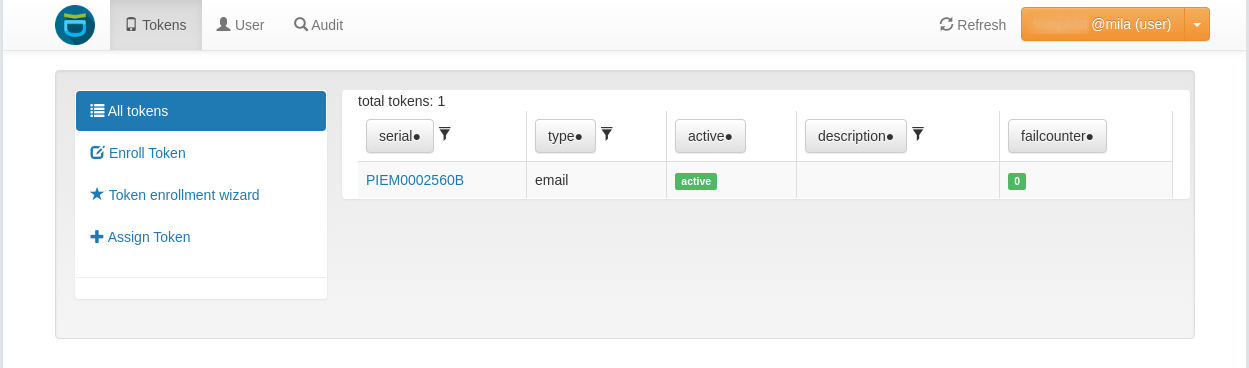 Tokens User Audit Refresh @mila (user)
All tokens
Enroll Token
Token enrollment wizard
Assign Token
total tokens: 1
serial● type● active● description● failcounter●
PIEM0002560B email active 0